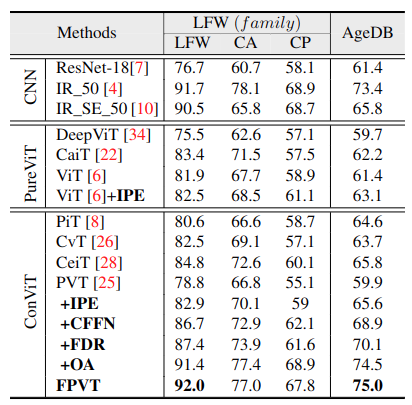 Methods LFW (family) AgeDB
LFW CA CP
CNN
ResNet-18[7] 76.7 60.7 58.1 61.4
IR_50 [4] 91.7 78.1 68.9 73.4
IR_SE_50 [10] 90.5 65.8 68.7 65.8
PureViT
DeepViT [34] 75.5 62.6 57.1 59.7
CaiT [22] 83.4 71.5 57.5 62.2
ViT [6] 81.9 67.7 58.9 61.4
ViT [6]+IPE 82.5 68.5 61.1 63.1
ConViT
PiT [8] 80.6 66.6 58.7 64.6
CvT [26] 82.5 69.1 57.1 63.7
CeiT [28] 84.8 72.6 60.1 65.8
PVT [25] 78.8 66.8 55.1 59.9
+IPE 82.9 70.1 59 65.6
+CFFN 86.7 72.9 62.1 68.9
+FDR 87.4 73.9 61.6 70.1
+OA 91.4 77.4 68.9 74.5
FPVT 92.0 77.0 67.8 75.0